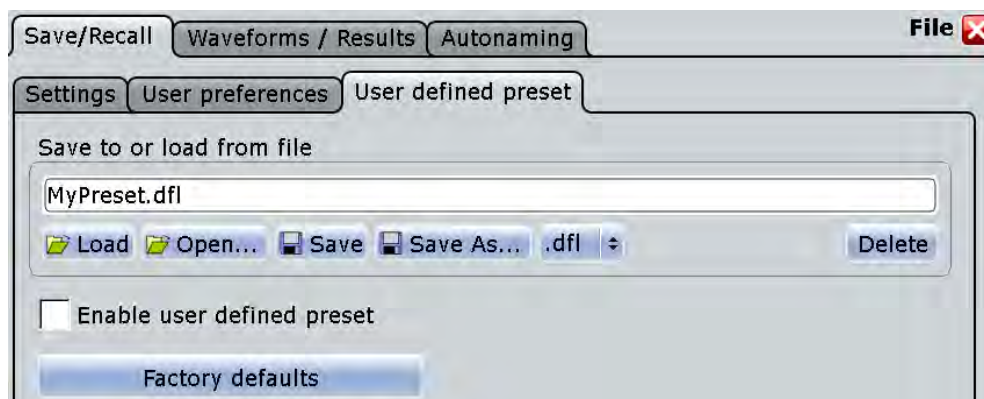 Save/Recall Waveforms / Results Autonaming File
Settings User preferences User defined preset
Save to or load from file
MyPreset.dfl
Load Open... Save Save As... .dfl Delete
Enable user defined preset
Factory defaults